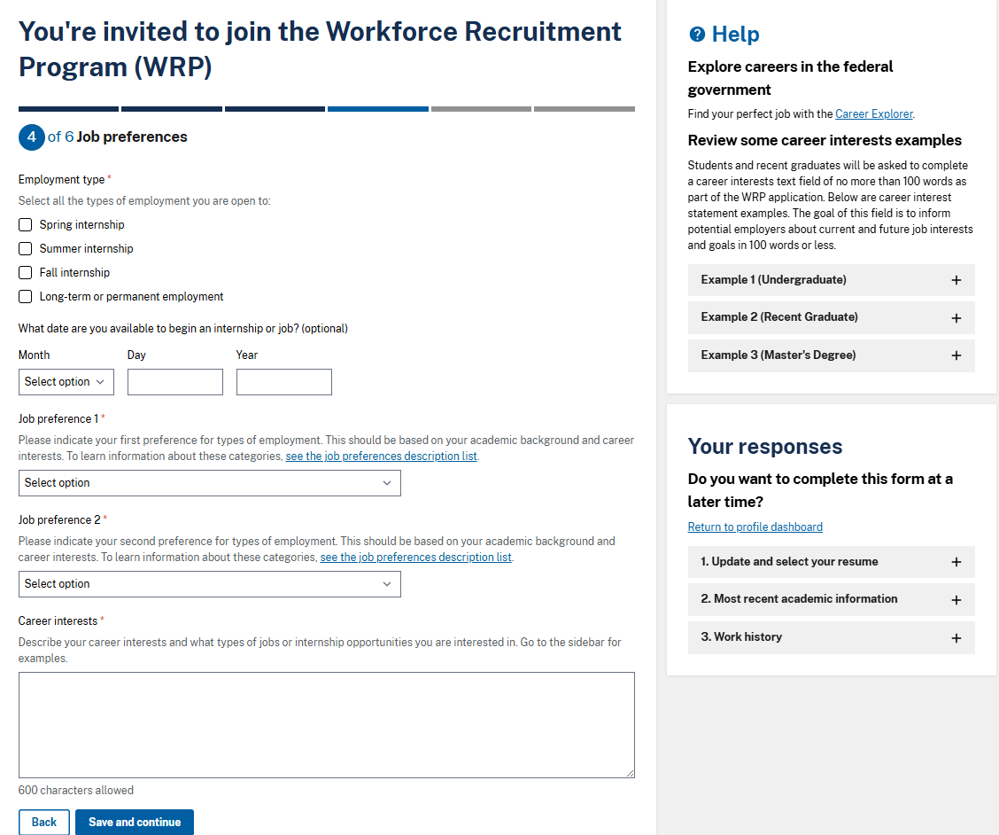 You're invited to join the Workforce Recruitment
Program (WRP)
4 of 6 Job preferences
Employment type *
Select all the types of employment you are open to:
Spring internship
Summer internship
Fall internship
Long-term or permanent employment
What date are you available to begin an internship or job? (optional)
Month Day Year
Select option
Job preference 1 *
Please indicate your first preference for types of employment. This should be based on your academic background and career
interests. To learn information about these categories, see the job preferences description list.
Select option
Job preference 2 *
Please indicate your second preference for types of employment. This should be based on your academic background and
career interests. To learn information about these categories, see the job preferences description list.
Select option
Career interests *
Describe your career interests and what types of jobs or internship opportunities you are interested in. Go to the sidebar for
examples.
600 characters allowed
Back Save and continue
? Help
Explore careers in the federal
government
Find your perfect job with the Career Explorer.
Review some career interests examples
Students and recent graduates will be asked to complete
a career interests text field of no more than 100 words as
part of the WRP application. Below are career interest
statement examples. The goal of this field is to inform
potential employers about current and future job interests
and goals in 100 words or less.
Example 1 (Undergraduate) +
Example 2 (Recent Graduate) +
Example 3 (Master's Degree) +
Your responses
Do you want to complete this form at a
later time?
Return to profile dashboard
1. Update and select your resume +
2. Most recent academic information +
3. Work history +